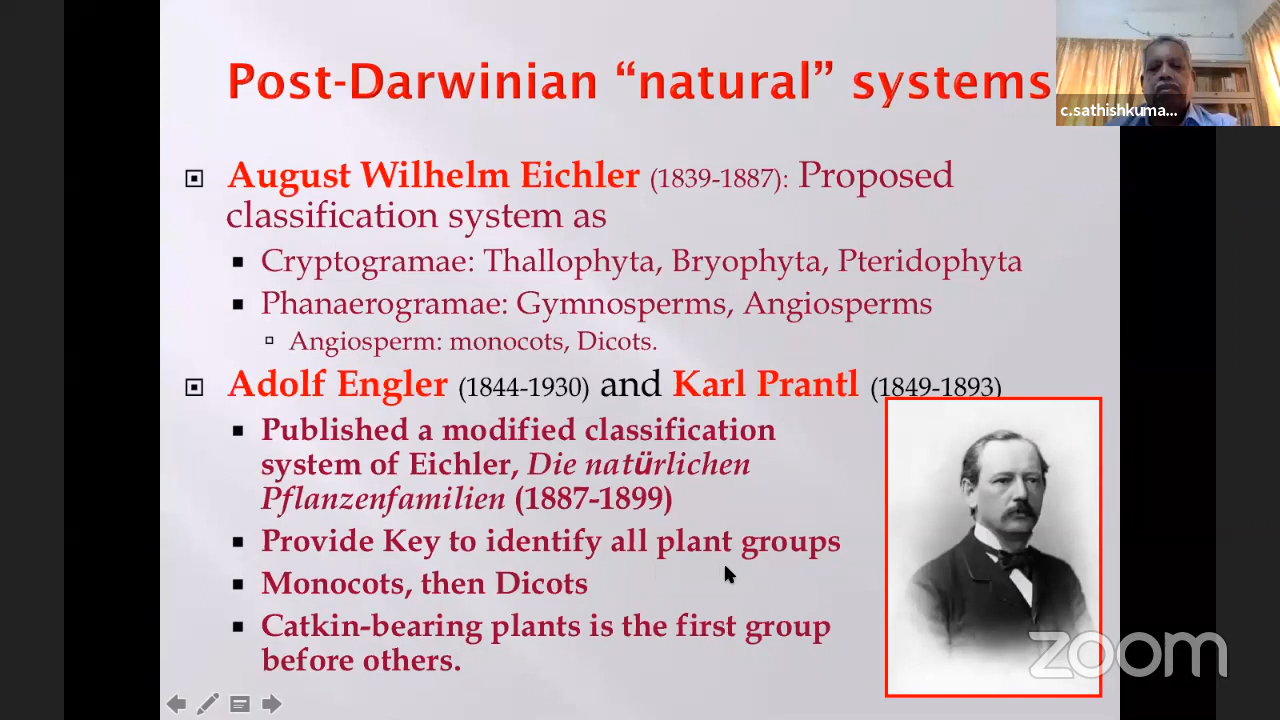 Post-Darwinian “natural” systems
c.sathishkuma...
August Wilhelm Eichler (1839-1887): Proposed
classification system as
Cryptogramae: Thallophyta, Bryophyta, Pteridophyta
Phanaerogramae: Gymnosperms, Angiosperms
Angiosperm: monocots, Dicots.
Adolf Engler (1844-1930) and Karl Prantl (1849-1893)
Published a modified classification
system of Eichler, Die natürlichen
Pflanzenfamilien (1887-1899)
Provide Key to identify all plant groups
Monocots, then Dicots
Catkin-bearing plants is the first group
before others.
zoom